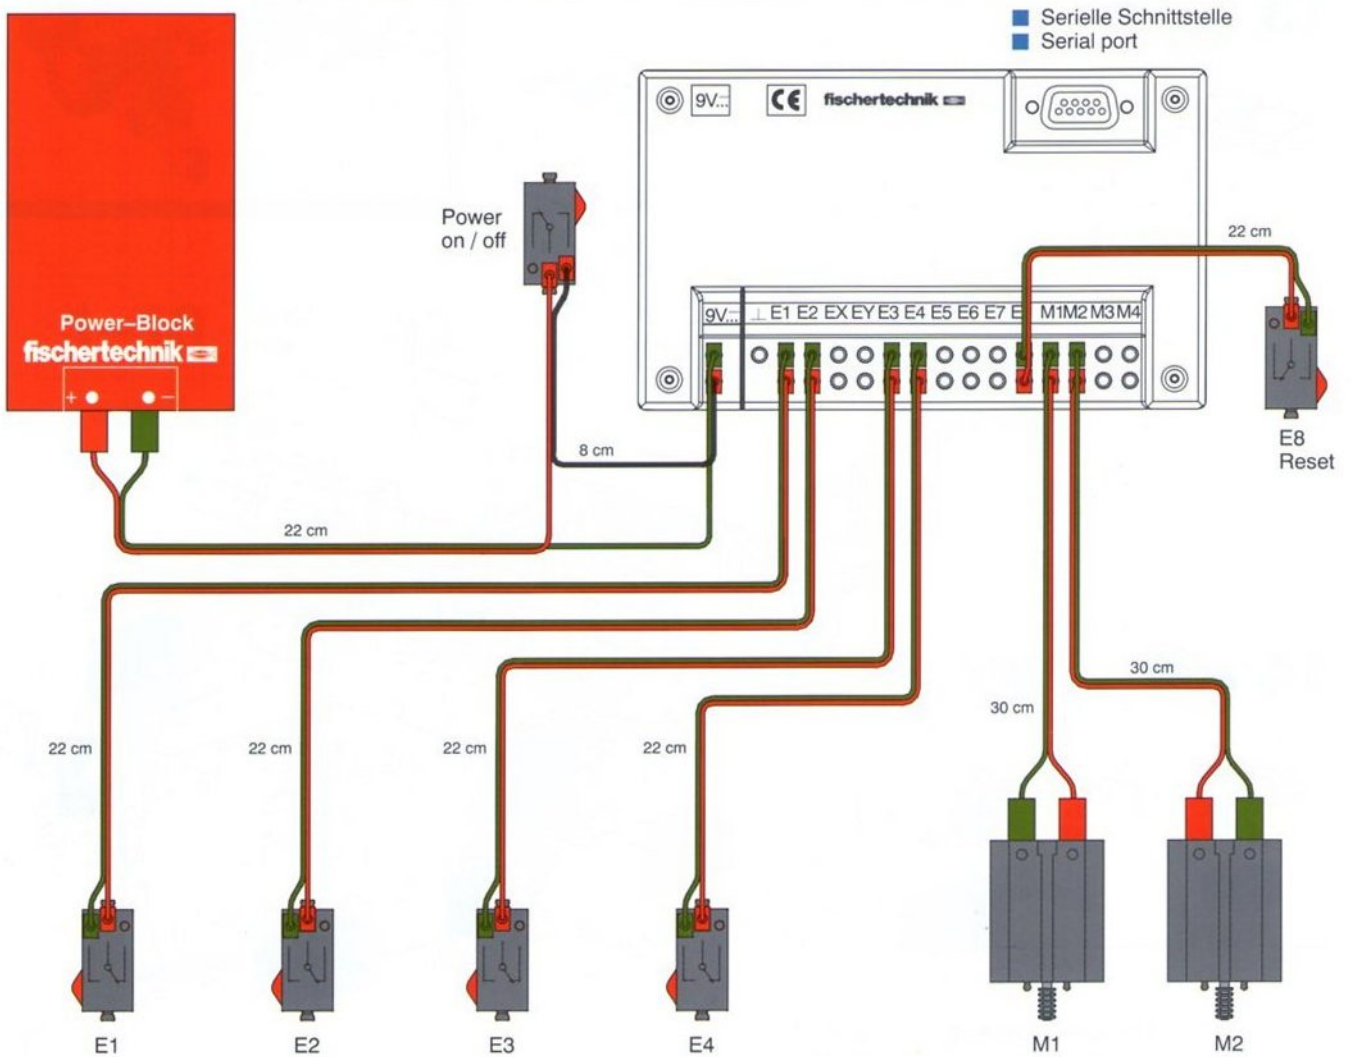 Serielle Schnittstelle
Serial port
9V...
CE
fischertechnik
Power
on / off
22 cm
9V... ⊥ E1 E2 EX EY E3 E4 E5 E6 E7 M1 M2 M3 M4
Power–Block
fischertechnik
+ –
E8
Reset
8 cm
22 cm
30 cm
30 cm
22 cm
22 cm
22 cm
22 cm
E1
E2
E3
E4
M1
M2